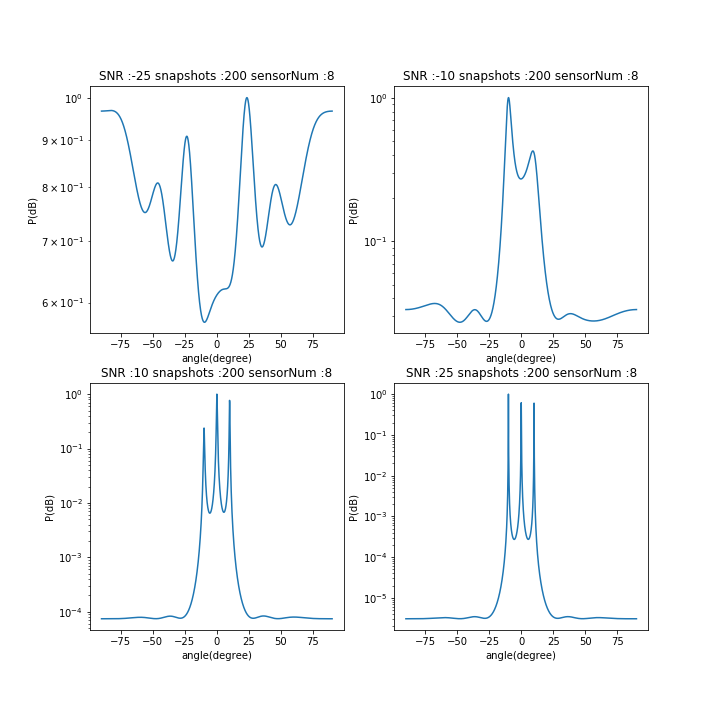 SNR :-25 snapshots :200 sensorNum :8
10⁰
9 × 10⁻¹
8 × 10⁻¹
7 × 10⁻¹
6 × 10⁻¹
P(dB)
−75 −50 −25 0 25 50 75
angle(degree)
SNR :-10 snapshots :200 sensorNum :8
10⁰
10⁻¹
P(dB)
−75 −50 −25 0 25 50 75
angle(degree)
SNR :10 snapshots :200 sensorNum :8
10⁰
10⁻¹
10⁻²
10⁻³
10⁻⁴
P(dB)
−75 −50 −25 0 25 50 75
angle(degree)
SNR :25 snapshots :200 sensorNum :8
10⁰
10⁻¹
10⁻²
10⁻³
10⁻⁴
10⁻⁵
P(dB)
−75 −50 −25 0 25 50 75
angle(degree)